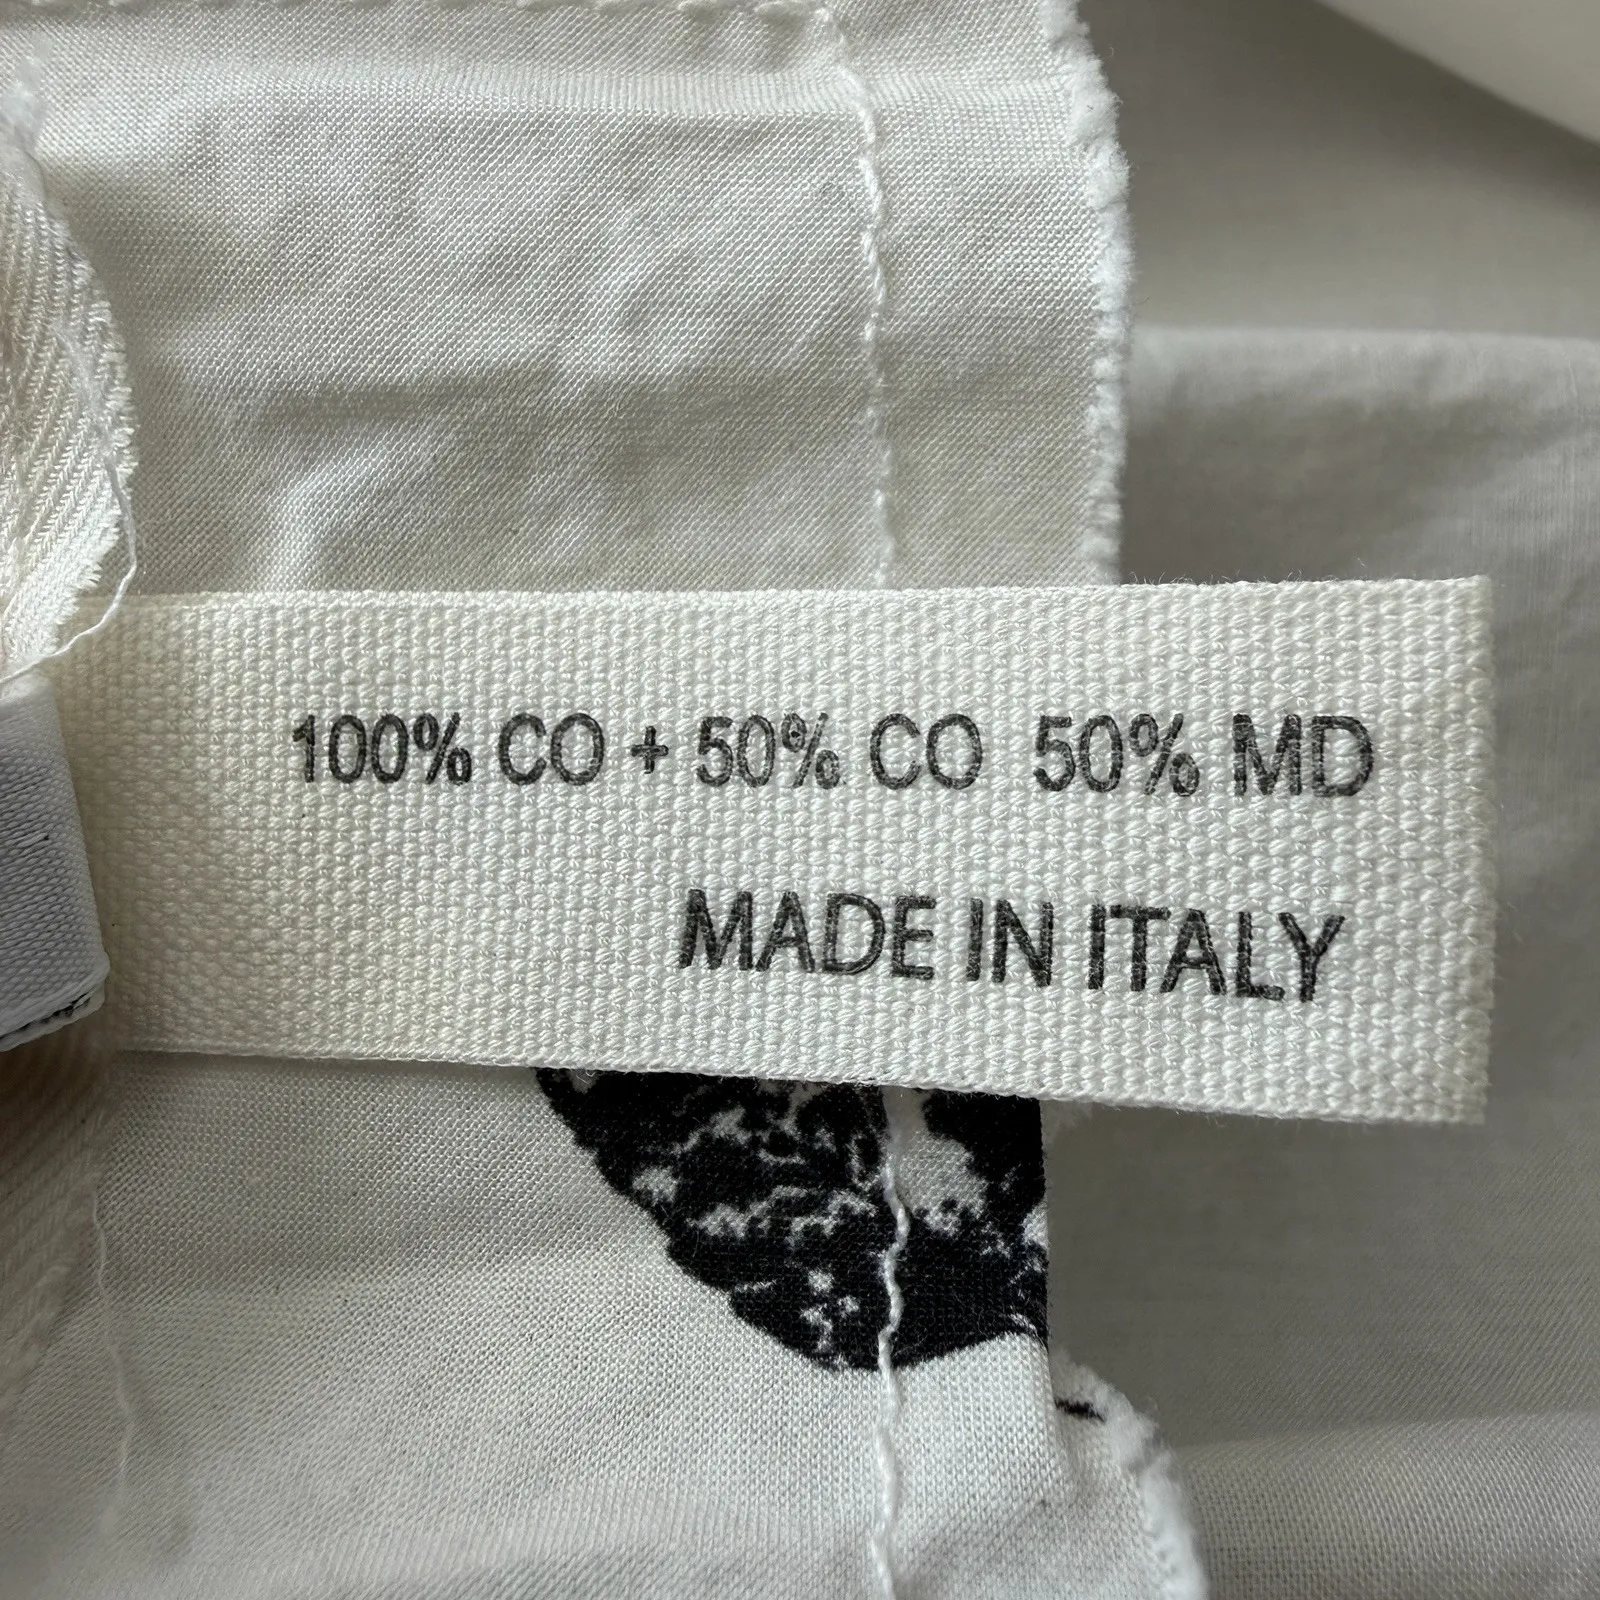 100% CO + 50% CO 50% MD
MADE IN ITALY